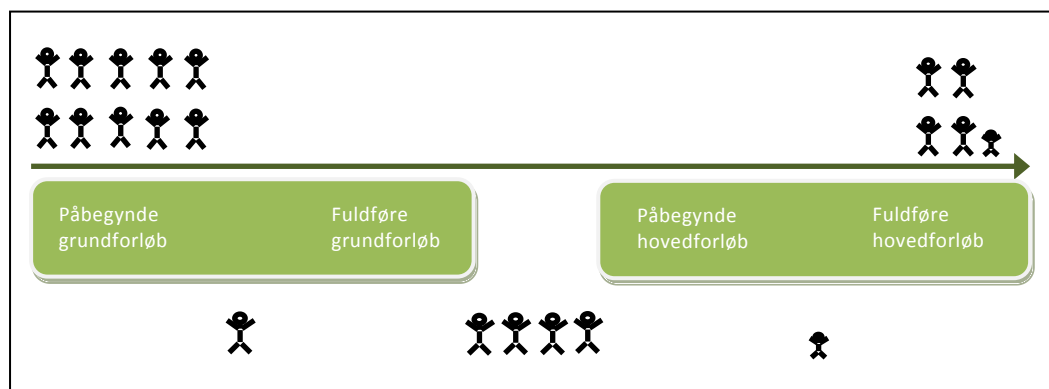 Påbegynde
grundforløb
Fuldføre
grundforløb
Påbegynde
hovedforløb
Fuldføre
hovedforløb